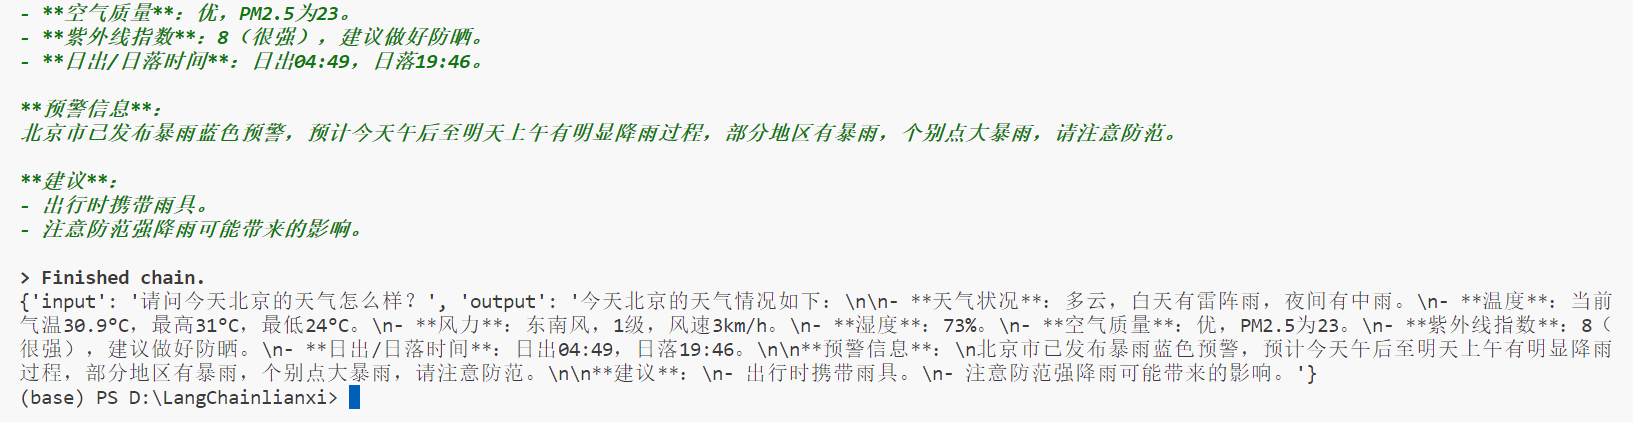 - **空气质量**：优，PM2.5为23。
- **紫外线指数**：8（很强），建议做好防晒。
- **日出/日落时间**：日出04:49，日落19:46。
**预警信息**：
北京市已发布暴雨蓝色预警，预计今天午后至明天上午有明显降雨过程，部分地区有暴雨，个别点大暴雨，请注意防范。
**建议**：
- 出行时携带雨具。
- 注意防范强降雨可能带来的影响。
> Finished chain.
{'input': '请问今天北京的天气怎么样？', 'output': '今天北京的天气情况如下：\n\n- **天气状况**：多云，白天有雷阵雨，夜间有中雨。\n- **温度**：当前
气温30.9°C，最高31°C，最低24°C。\n- **风力**：东南风，1级，风速3km/h。\n- **湿度**：73%。\n- **空气质量**：优，PM2.5为23。\n- **紫外线指数**：8（
很强），建议做好防晒。\n- **日出/日落时间**：日出04:49，日落19:46。\n\n**预警信息**：\n北京市已发布暴雨蓝色预警，预计今天午后至明天上午有明显降雨
过程，部分地区有暴雨，个别点大暴雨，请注意防范。\n\n**建议**：\n- 出行时携带雨具。\n- 注意防范强降雨可能带来的影响。'}
(base) PS D:\LangChainlianxi>